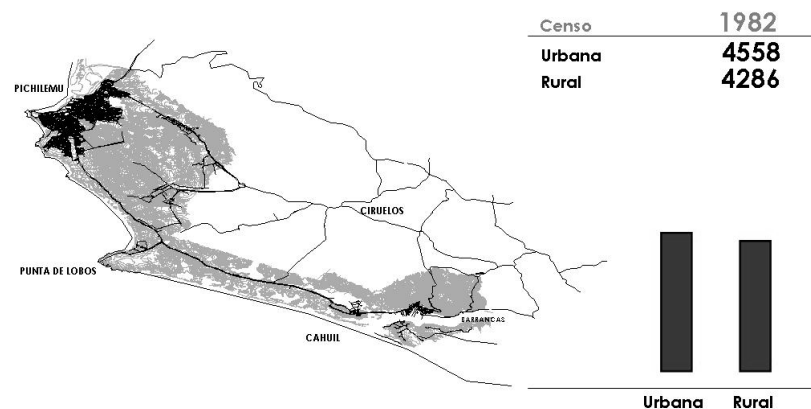 Censo 1982
Urbana 4558
Rural 4286
PICHILEMU
CIRUELOS
PUNTA DE LOBOS
BARRANCAS
CAHUIL
Urbana Rural